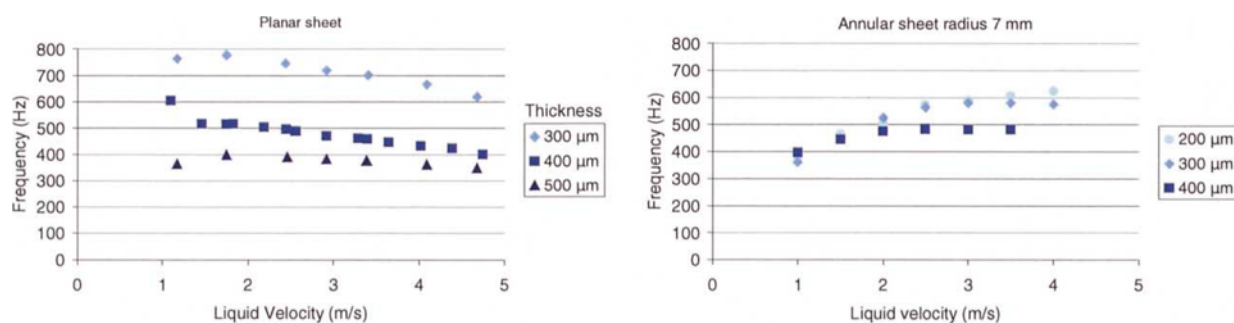 Planar sheet
800
700
600
500
400
300
200
100
0
Frequency (Hz)
0 1 2 3 4 5
Liquid Velocity (m/s)
Thickness
300 µm
400 µm
500 µm
Annular sheet radius 7 mm
800
700
600
500
400
300
200
100
0
Frequency (Hz)
0 1 2 3 4 5
Liquid velocity (m/s)
200 µm
300 µm
400 µm